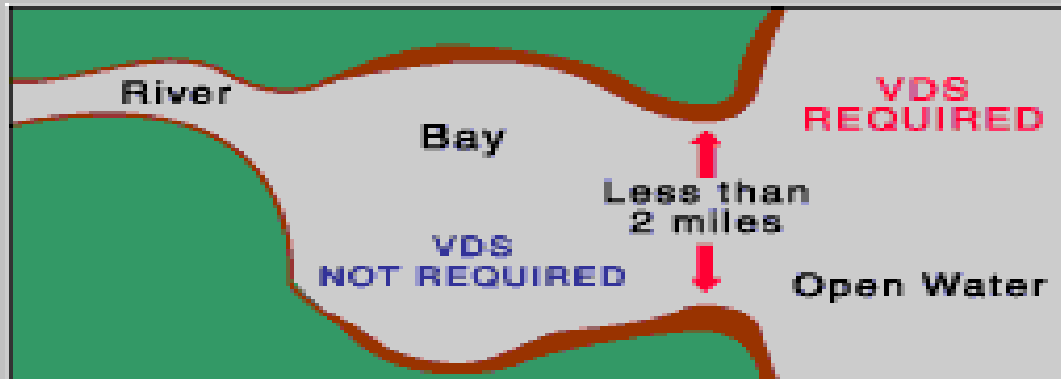 River
Bay
VDS
REQUIRED
Less than
2 miles
VDS
NOT REQUIRED
Open Water